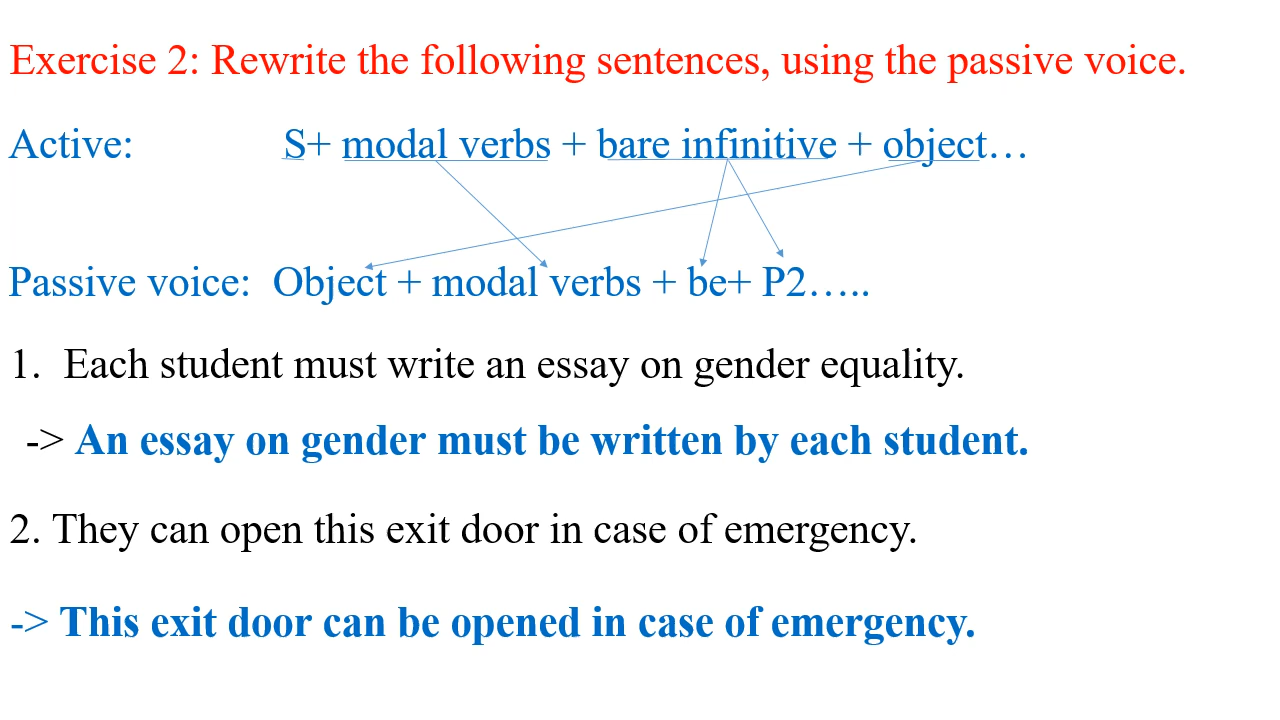 Exercise 2: Rewrite the following sentences, using the passive voice.
Active: S+ modal verbs + bare infinitive + object…
Passive voice: Object + modal verbs + be+ P2…..
1. Each student must write an essay on gender equality.
-> An essay on gender must be written by each student.
2. They can open this exit door in case of emergency.
-> This exit door can be opened in case of emergency.